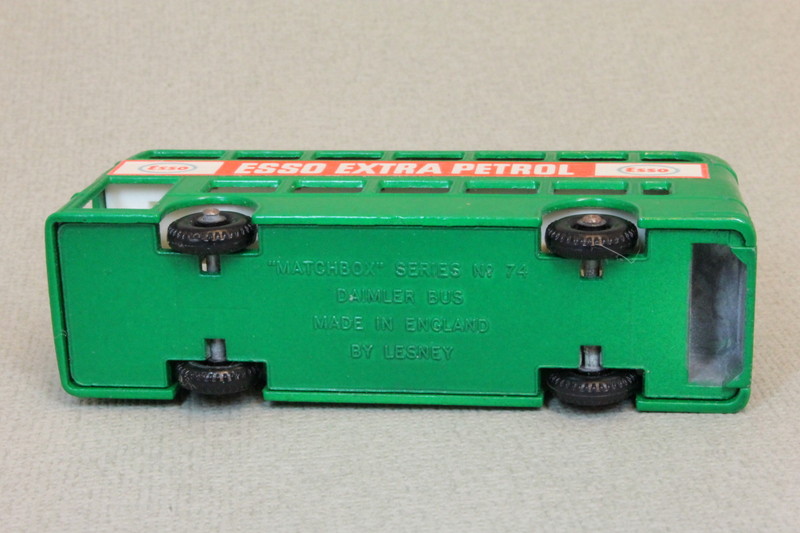 Esso ESSO EXTRA PETROL Esso
"MATCHBOX" SERIES Nº 74
DAIMLER BUS
MADE IN ENGLAND
BY LESNEY